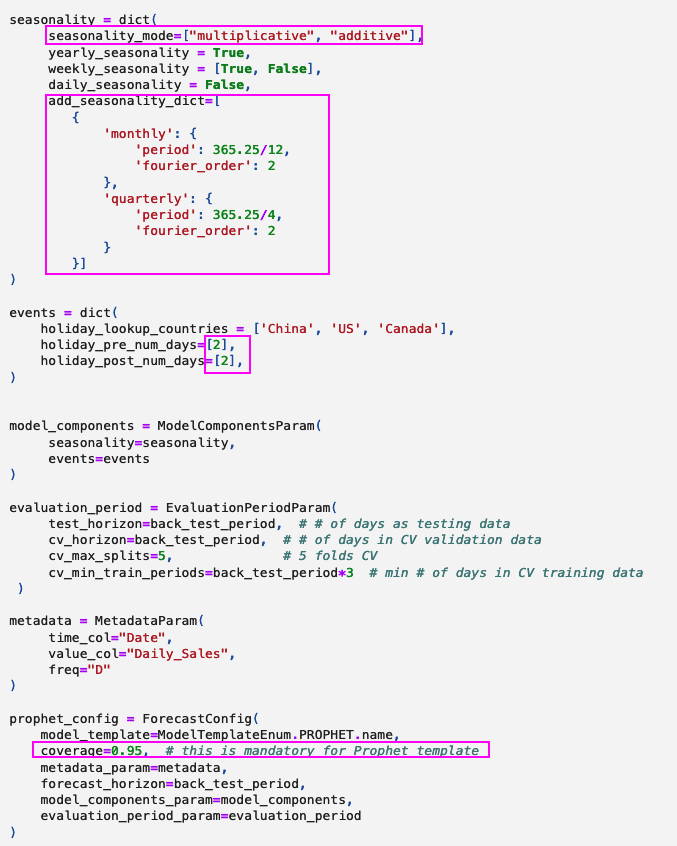 seasonality = dict(
     seasonality_mode=["multiplicative", "additive"],
     yearly_seasonality = True,
     weekly_seasonality = [True, False],
     daily_seasonality = False,
     add_seasonality_dict=[
        {
            'monthly': {
                'period': 365.25/12,
                'fourier_order': 2
            },
            'quarterly': {
                'period': 365.25/4,
                'fourier_order': 2
            }
        }]
)
events = dict(
    holiday_lookup_countries = ['China', 'US', 'Canada'],
    holiday_pre_num_days=[2],
    holiday_post_num_days=[2],
)
model_components = ModelComponentsParam(
     seasonality=seasonality,
     events=events
)
evaluation_period = EvaluationPeriodParam(
     test_horizon=back_test_period,  # # of days as testing data
     cv_horizon=back_test_period,  # # of days in CV validation data
     cv_max_splits=5,              # 5 folds CV
     cv_min_train_periods=back_test_period*3  # min # of days in CV training data
 )
metadata = MetadataParam(
     time_col="Date",
     value_col="Daily_Sales",
     freq="D"
)
prophet_config = ForecastConfig(
    model_template=ModelTemplateEnum.PROPHET.name,
    coverage=0.95,  # this is mandatory for Prophet template
    metadata_param=metadata,
    forecast_horizon=back_test_period,
    model_components_param=model_components,
    evaluation_period_param=evaluation_period
)